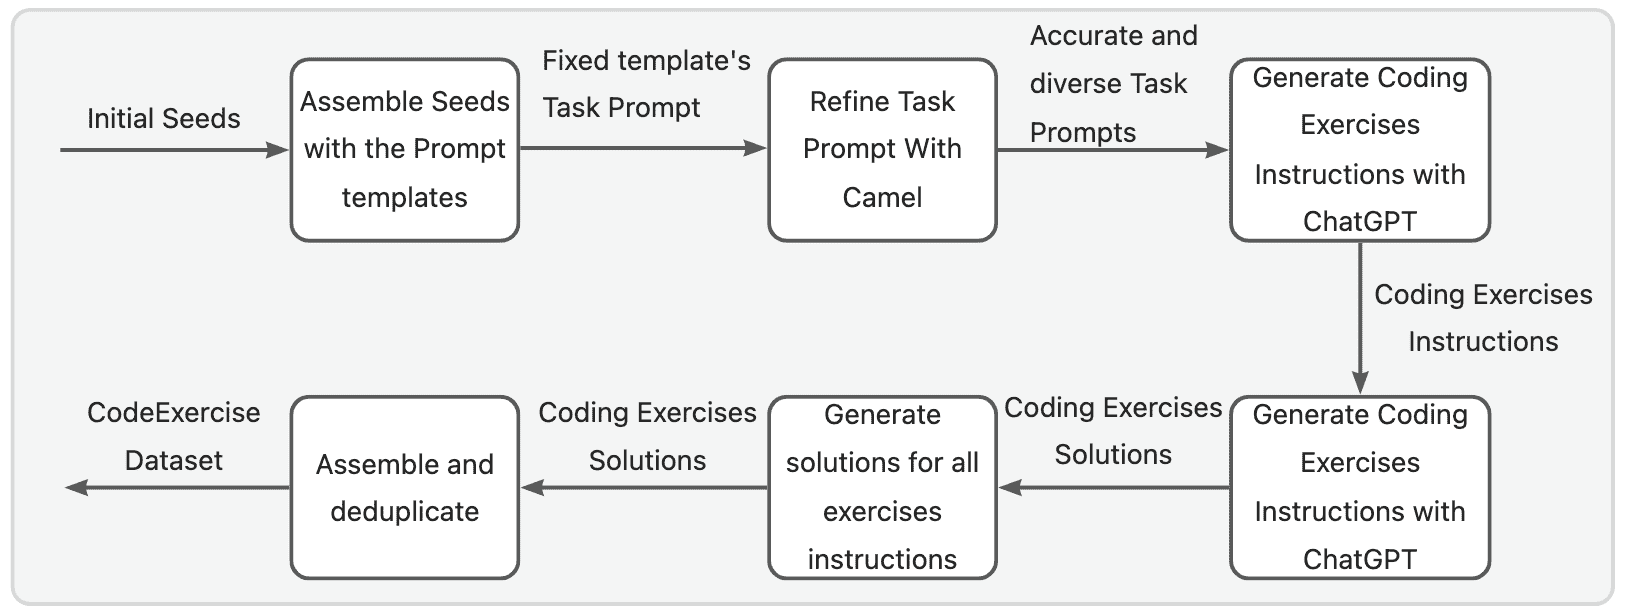 Initial Seeds
Assemble Seeds
with the Prompt
templates
Fixed template's
Task Prompt
Refine Task
Prompt With
Camel
Accurate and
diverse Task
Prompts
Generate Coding
Exercises
Instructions with
ChatGPT
Coding Exercises
Instructions
Generate Coding
Exercises
Instructions with
ChatGPT
Coding Exercises
Solutions
Generate
solutions for all
exercises
instructions
Coding Exercises
Solutions
Assemble and
deduplicate
CodeExercise
Dataset